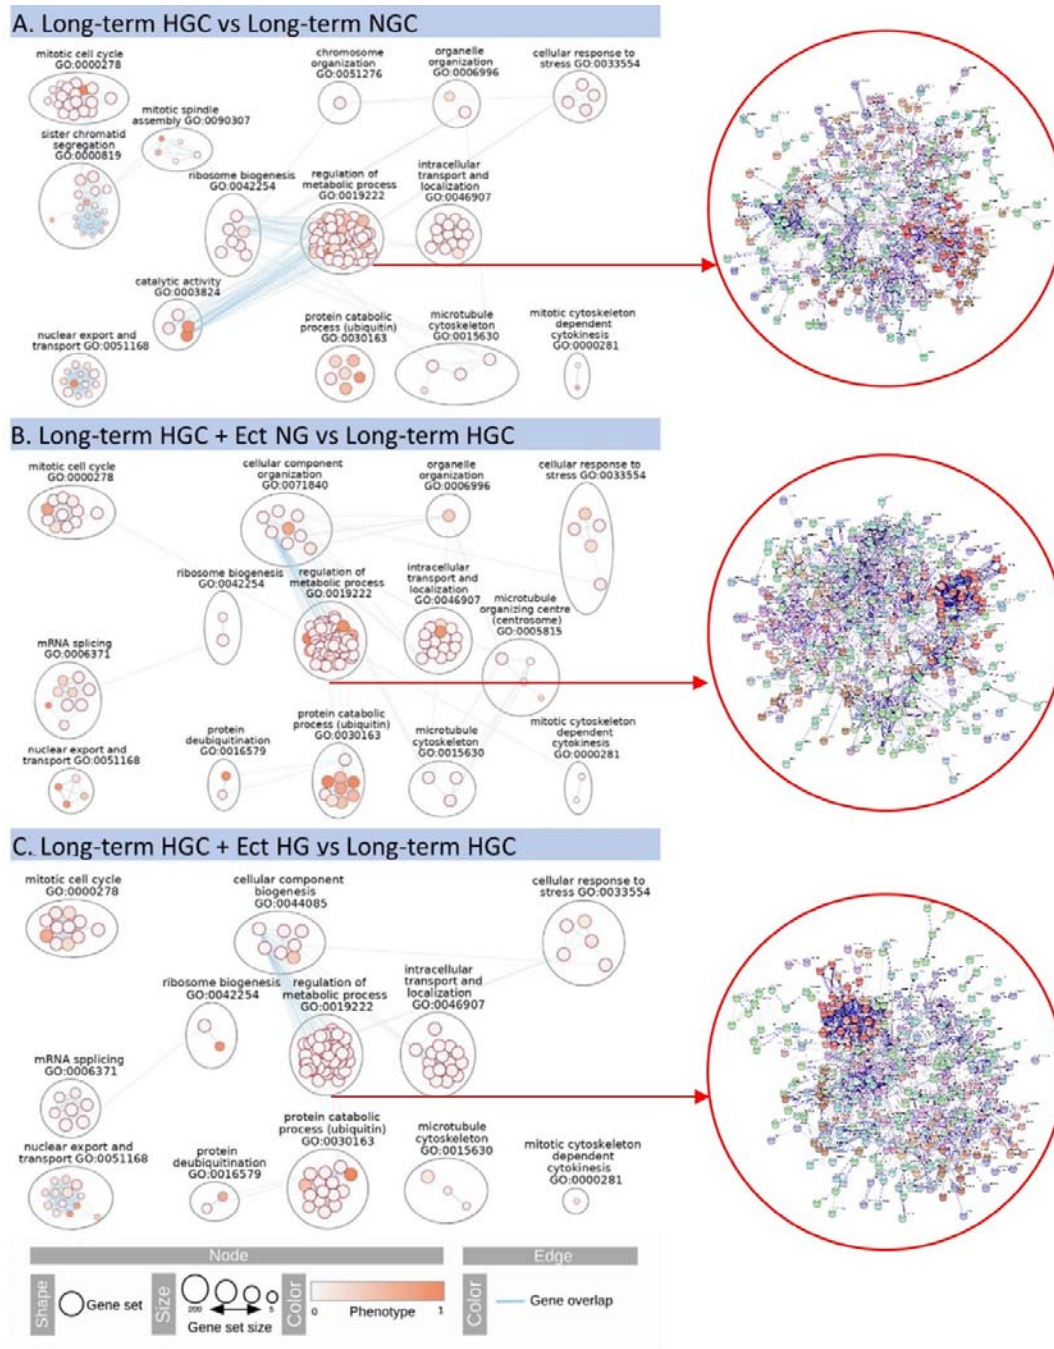 A. Long-term HGC vs Long-term NGC
mitotic cell cycle
GO:0000278
chromosome
organization
GO:0051276
organelle
organization
GO:0006996
cellular response to
stress GO:0033554
mitotic spindle
assembly GO:0090307
sister chromatid
segregation
GO:0000819
ribosome biogenesis
GO:0042254
regulation of
metabolic process
GO:0019222
intracellular
transport and
localization
GO:0046907
catalytic activity
GO:0003824
nuclear export and
transport GO:0051168
protein catabolic
process (ubiquitin)
GO:0030163
microtubule
cytoskeleton
GO:0015630
mitotic cytoskeleton
dependent
cytokinesis
GO:0000281
B. Long-term HGC + Ect NG vs Long-term HGC
mitotic cell cycle
GO:0000278
cellular component
organization
GO:0071840
organelle
organization
GO:0006996
cellular response to
stress GO:0033554
ribosome biogenesis
GO:0042254
regulation of
metabolic process
GO:0019222
intracellular
transport and
localization
GO:0046907
microtubule
organizing centre
(centrosome)
GO:0005815
mRNA splicing
GO:0006371
nuclear export and
transport GO:0051168
protein
deubiquitination
GO:0016579
protein catabolic
process (ubiquitin)
GO:0030163
microtubule
cytoskeleton
GO:0015630
mitotic cytoskeleton
dependent
cytokinesis
GO:0000281
C. Long-term HGC + Ect HG vs Long-term HGC
mitotic cell cycle
GO:0000278
cellular component
biogenesis
GO:0044085
cellular response to
stress GO:0033554
ribosome biogenesis
GO:0042254
regulation of
metabolic process
GO:0019222
intracellular
transport and
localization
GO:0046907
mRNA spplicing
GO:0006371
nuclear export and
transport GO:0051168
protein
deubiquitination
GO:0016579
protein catabolic
process (ubiquitin)
GO:0030163
microtubule
cytoskeleton
GO:0015630
mitotic cytoskeleton
dependent
cytokinesis
GO:0000281
Node
Edge
Shape
Gene set
Size
200
5
Gene set size
Color
0
Phenotype
1
Color
Gene overlap